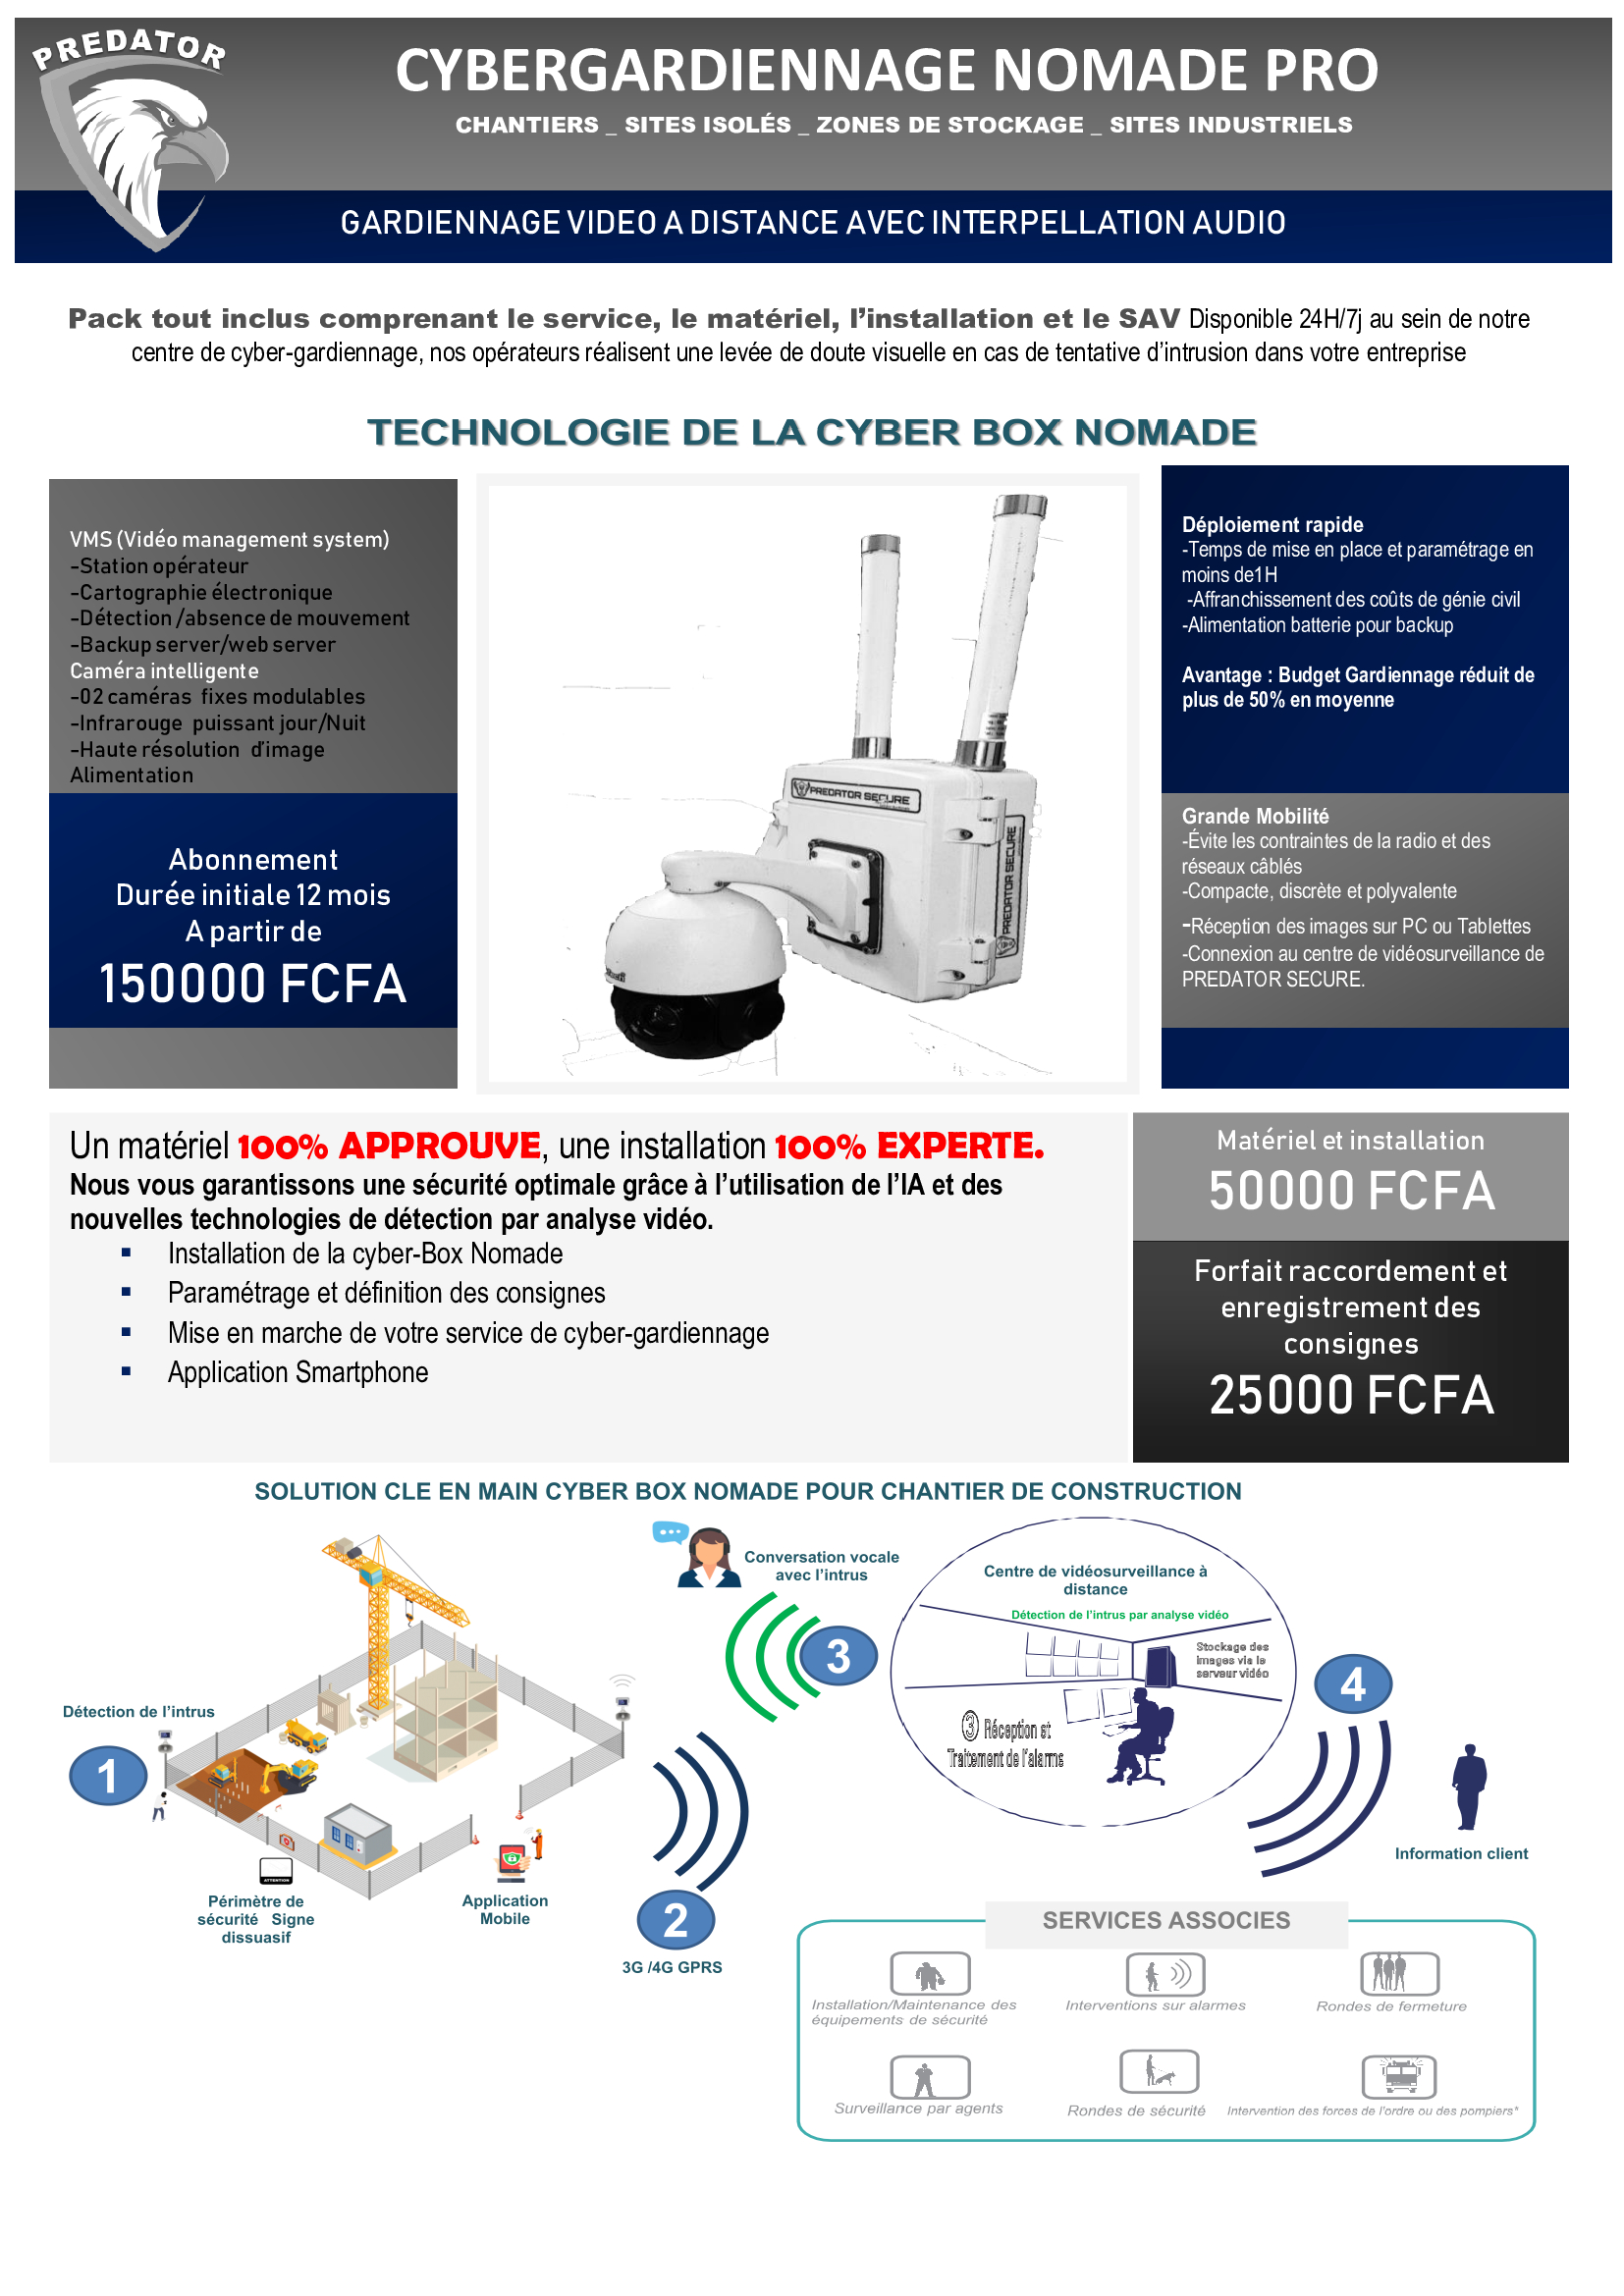 PREDATOR
CYBERGARDIENNAGE NOMADE PRO
CHANTIERS _ SITES ISOLÉS _ ZONES DE STOCKAGE _ SITES INDUSTRIELS
GARDIENNAGE VIDEO A DISTANCE AVEC INTERPELLATION AUDIO
Pack tout inclus comprenant le service, le matériel, l’installation et le SAV Disponible 24H/7j au sein de notre
centre de cyber-gardiennage, nos opérateurs réalisent une levée de doute visuelle en cas de tentative d’intrusion dans votre entreprise
TECHNOLOGIE DE LA CYBER BOX NOMADE
VMS (Vidéo management system)
-Station opérateur
-Cartographie électronique
-Détection /absence de mouvement
-Backup server/web server
Caméra intelligente
-02 caméras fixes modulables
-Infrarouge puissant jour/Nuit
-Haute résolution d’image
Alimentation
Abonnement
Durée initiale 12 mois
A partir de
150000 FCFA
PREDATOR SECURE
PREDATOR SECURE
Déploiement rapide
-Temps de mise en place et paramétrage en
moins de1H
-Affranchissement des coûts de génie civil
-Alimentation batterie pour backup
Avantage : Budget Gardiennage réduit de
plus de 50% en moyenne
Grande Mobilité
-Évite les contraintes de la radio et des
réseaux câblés
-Compacte, discrète et polyvalente
-Réception des images sur PC ou Tablettes
-Connexion au centre de vidéosurveillance de
PREDATOR SECURE.
Un matériel 100% APPROUVE, une installation 100% EXPERTE.
Nous vous garantissons une sécurité optimale grâce à l’utilisation de l’IA et des
nouvelles technologies de détection par analyse vidéo.
▪ Installation de la cyber-Box Nomade
▪ Paramétrage et définition des consignes
▪ Mise en marche de votre service de cyber-gardiennage
▪ Application Smartphone
Matériel et installation
50000 FCFA
Forfait raccordement et
enregistrement des
consignes
25000 FCFA
SOLUTION CLE EN MAIN CYBER BOX NOMADE POUR CHANTIER DE CONSTRUCTION
Détection de l’intrus
1
ATTENTION
Périmètre de
sécurité Signe
dissuasif
Application
Mobile
2
3G /4G GPRS
Conversation vocale
avec l’intrus
3
Centre de vidéosurveillance à
distance
Détection de l’intrus par analyse vidéo
Stockage des
images via le
serveur vidéo
3 Réception et
Traitement de l’alarme
4
Information client
SERVICES ASSOCIES
Installation/Maintenance des
équipements de sécurité
Interventions sur alarmes
Rondes de fermeture
Surveillance par agents
Rondes de sécurité
Intervention des forces de l’ordre ou des pompiers*